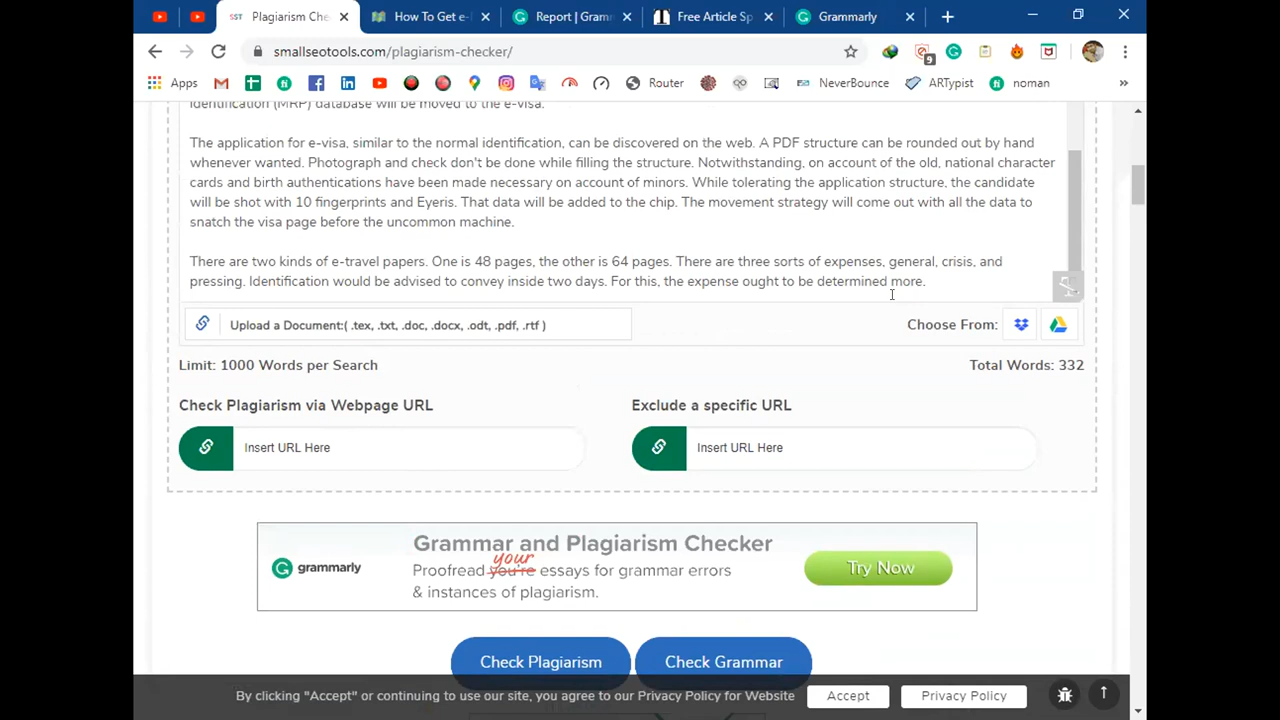 SST Plagiarism Che
How To Get e-
Report | Gramm
Free Article Sp
Grammarly
smallseotools.com/plagiarism-checker/
9
Apps
Router
NeverBounce
ARTypist
noman
Identification (MRP) database will be moved to the e-visa.
The application for e-visa, similar to the normal identification, can be discovered on the web. A PDF structure can be rounded out by hand
whenever wanted. Photograph and check don't be done while filling the structure. Notwithstanding, on account of the old, national character
cards and birth authentications have been made necessary on account of minors. While tolerating the application structure, the candidate
will be shot with 10 fingerprints and Eyeris. That data will be added to the chip. The movement strategy will come out with all the data to
snatch the visa page before the uncommon machine.
There are two kinds of e-travel papers. One is 48 pages, the other is 64 pages. There are three sorts of expenses, general, crisis, and
pressing. Identification would be advised to convey inside two days. For this, the expense ought to be determined more.
Upload a Document:( .tex, .txt, .doc, .docx, .odt, .pdf, .rtf )
Choose From:
Limit: 1000 Words per Search
Total Words: 332
Check Plagiarism via Webpage URL
Exclude a specific URL
Insert URL Here
Insert URL Here
grammarly
Grammar and Plagiarism Checker
your
Proofread you're essays for grammar errors
& instances of plagiarism.
Try Now
Check Plagiarism
Check Grammar
By clicking "Accept" or continuing to use our site, you agree to our Privacy Policy for Website
Accept
Privacy Policy